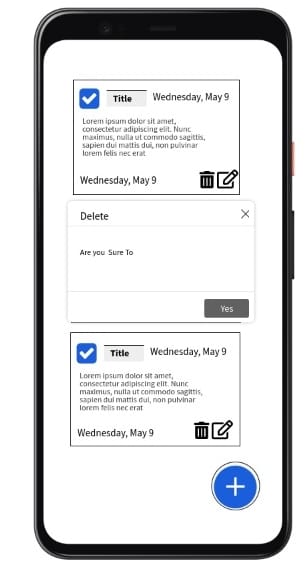 Title Wednesday, May 9
Lorem ipsum dolor sit amet,
consectetur adipiscing elit. Nunc
maximus, nulla ut commodo sagittis,
sapien dui mattis dui, non pulvinar
lorem felis nec erat
Wednesday, May 9
Delete
Are you Sure To
Yes
Title Wednesday, May 9
Lorem ipsum dolor sit amet,
consectetur adipiscing elit. Nunc
maximus, nulla ut commodo sagittis,
sapien dui mattis dui, non pulvinar
lorem felis nec erat
Wednesday, May 9